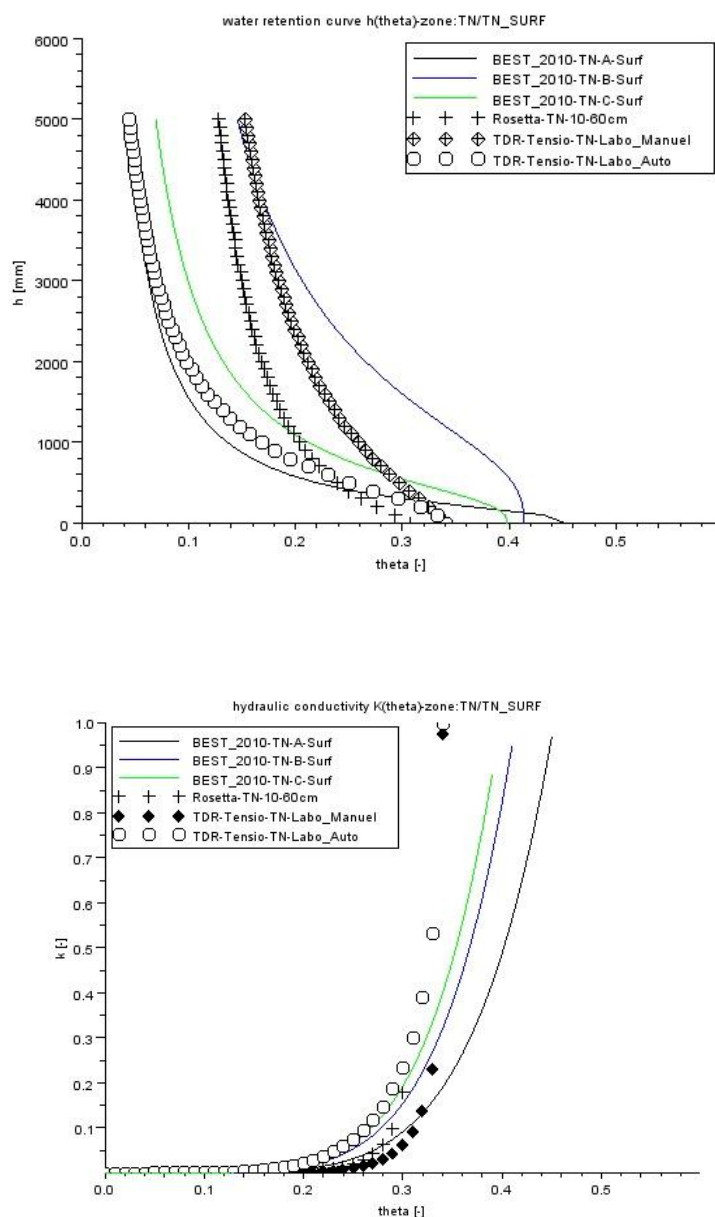 water retention curve h(theta)-zone:TN/TN_SURF
6000
5000
4000
3000
2000
1000
0
h [mm]
BEST_2010-TN-A-Surf
BEST_2010-TN-B-Surf
BEST_2010-TN-C-Surf
Rosetta-TN-10-60cm
TDR-Tensio-TN-Labo_Manuel
TDR-Tensio-TN-Labo_Auto
0.0 0.1 0.2 0.3 0.4 0.5
theta [-]
hydraulic conductivity K(theta)-zone:TN/TN_SURF
1.0
0.9
0.8
0.7
0.6
0.5
0.4
0.3
0.2
0.1
k [-]
BEST_2010-TN-A-Surf
BEST_2010-TN-B-Surf
BEST_2010-TN-C-Surf
Rosetta-TN-10-60cm
TDR-Tensio-TN-Labo_Manuel
TDR-Tensio-TN-Labo_Auto
0.0 0.1 0.2 0.3 0.4 0.5
theta [-]